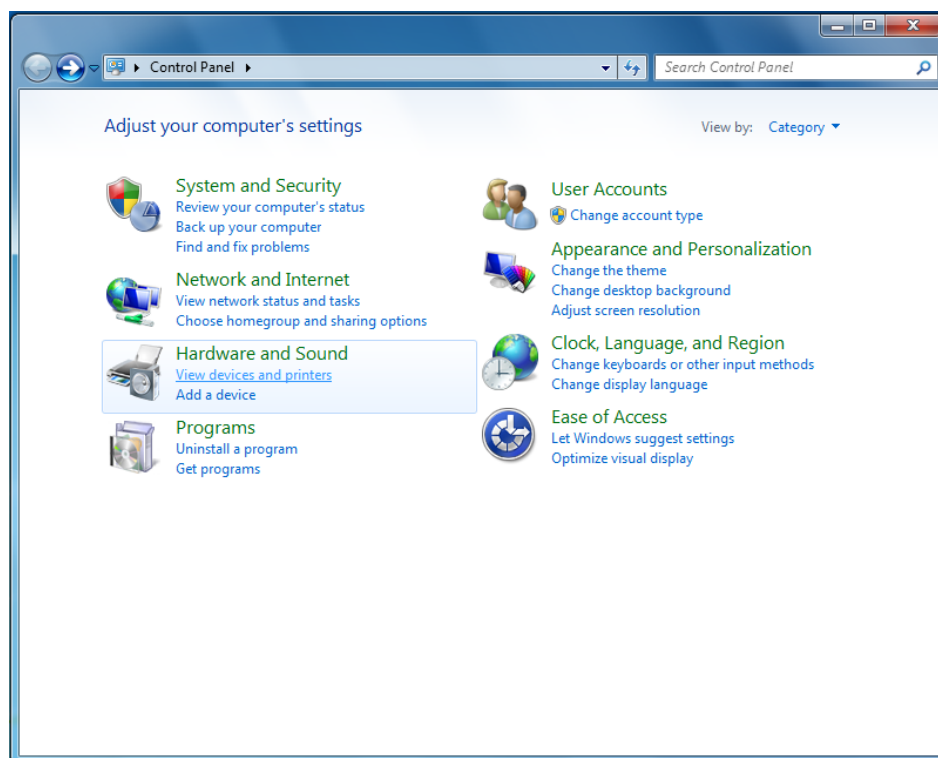 Control Panel
Search Control Panel
Adjust your computer's settings
View by: Category
System and Security
Review your computer's status
Back up your computer
Find and fix problems
Network and Internet
View network status and tasks
Choose homegroup and sharing options
Hardware and Sound
View devices and printers
Add a device
Programs
Uninstall a program
Get programs
User Accounts
Change account type
Appearance and Personalization
Change the theme
Change desktop background
Adjust screen resolution
Clock, Language, and Region
Change keyboards or other input methods
Change display language
Ease of Access
Let Windows suggest settings
Optimize visual display